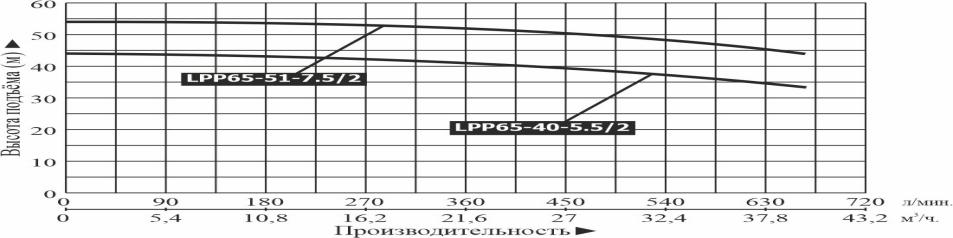 60
50
40
30
20
10
0
Высота подъёма (м)
LPP65-51-7.5/2
LPP65-40-5.5/2
0 90 180 270 360 450 540 630 720 л/мин.
0 5,4 10,8 16,2 21,6 27 32,4 37,8 43,2 м³/ч.
Производительность